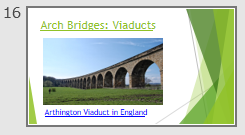 16
Arch Bridges: Viaducts
Arthington Viaduct in England